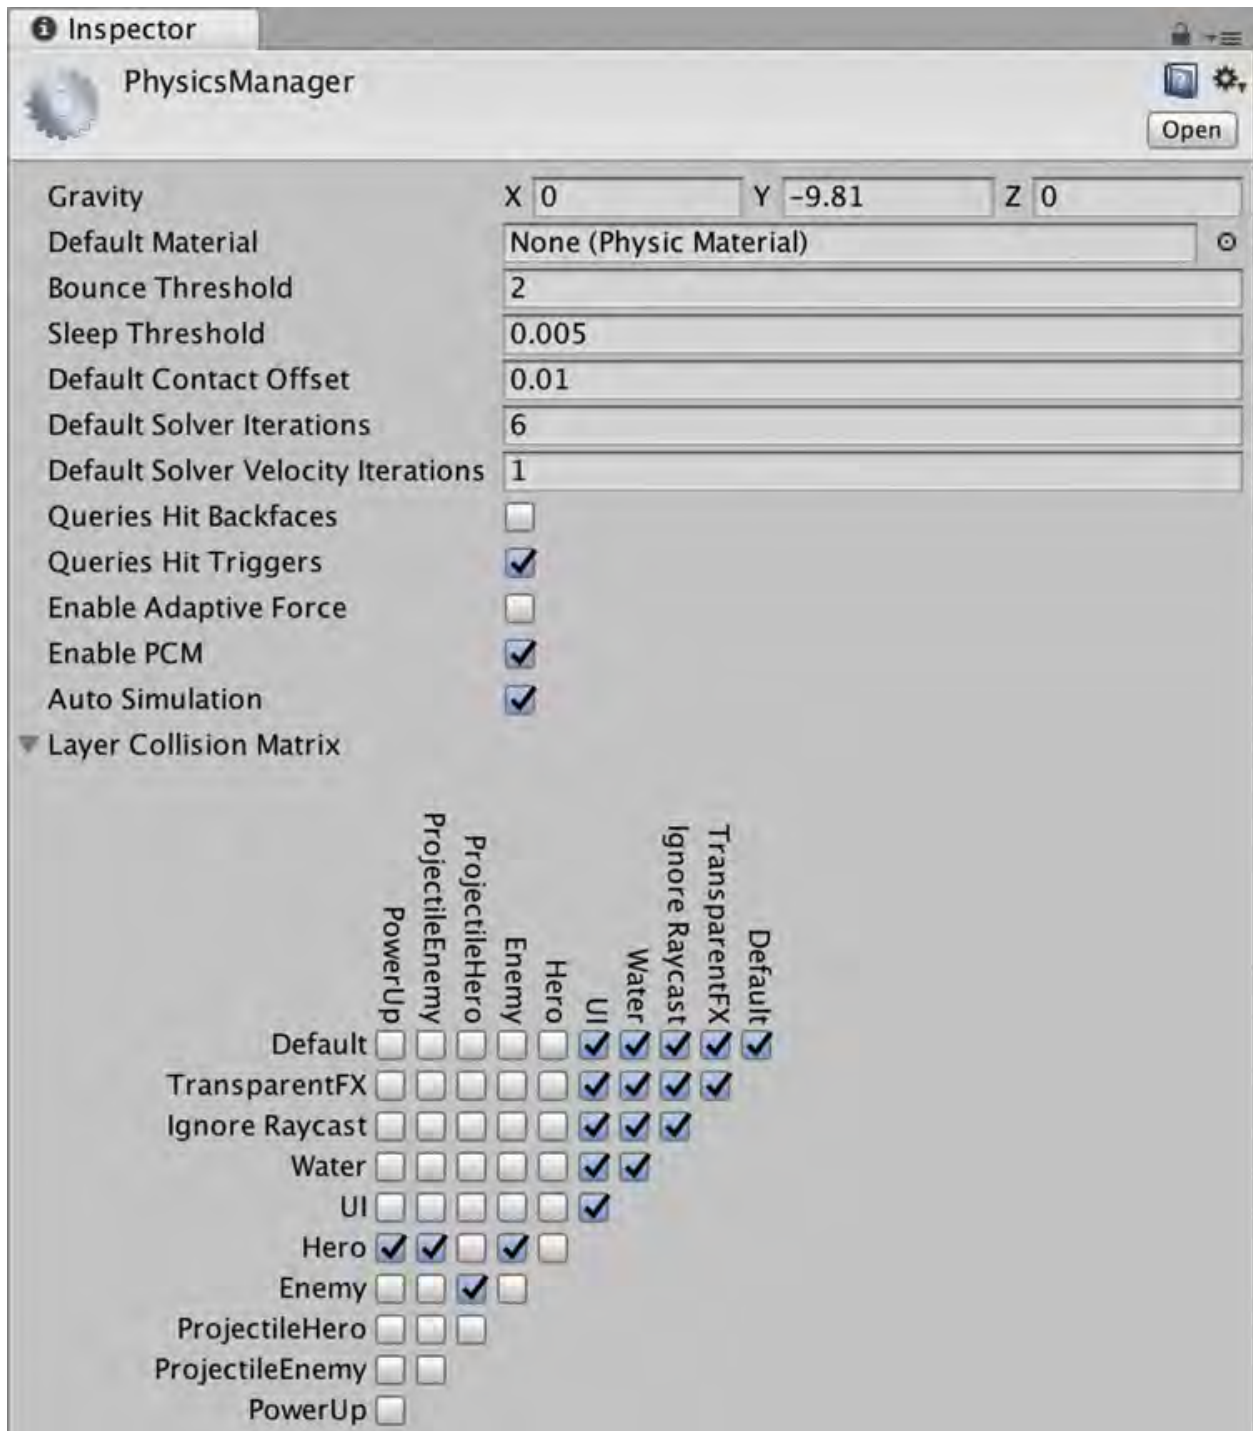 Inspector
PhysicsManager
Open
Gravity X 0 Y -9.81 Z 0
Default Material None (Physic Material)
Bounce Threshold 2
Sleep Threshold 0.005
Default Contact Offset 0.01
Default Solver Iterations 6
Default Solver Velocity Iterations 1
Queries Hit Backfaces
Queries Hit Triggers
Enable Adaptive Force
Enable PCM
Auto Simulation
Layer Collision Matrix
PowerUp
ProjectileEnemy
ProjectileHero
Enemy
Hero
UI
Water
Ignore Raycast
TransparentFX
Default
Default
TransparentFX
Ignore Raycast
Water
UI
Hero
Enemy
ProjectileHero
ProjectileEnemy
PowerUp